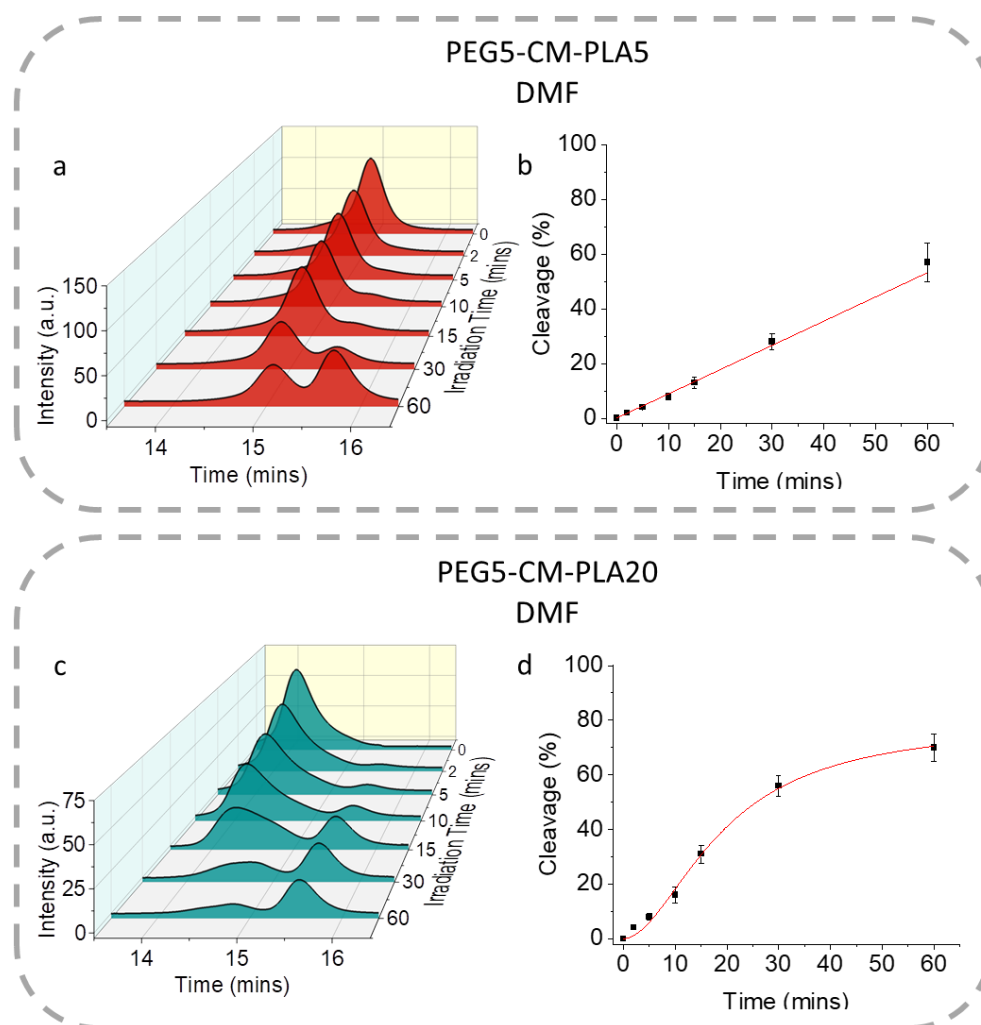 PEG5-CM-PLA5
DMF
a
Intensity (a.u.)
150
100
50
0
14
15
16
Time (mins)
0
2
5
10
15
30
60
Irradiation Time (mins)
b
Cleavage (%)
100
80
60
40
20
0
0 10 20 30 40 50 60
Time (mins)
PEG5-CM-PLA20
DMF
c
Intensity (a.u.)
75
50
25
0
14
15
16
Time (mins)
0
2
5
10
15
30
60
Irradiation Time (mins)
d
Cleavage (%)
100
80
60
40
20
0
0 10 20 30 40 50 60
Time (mins)